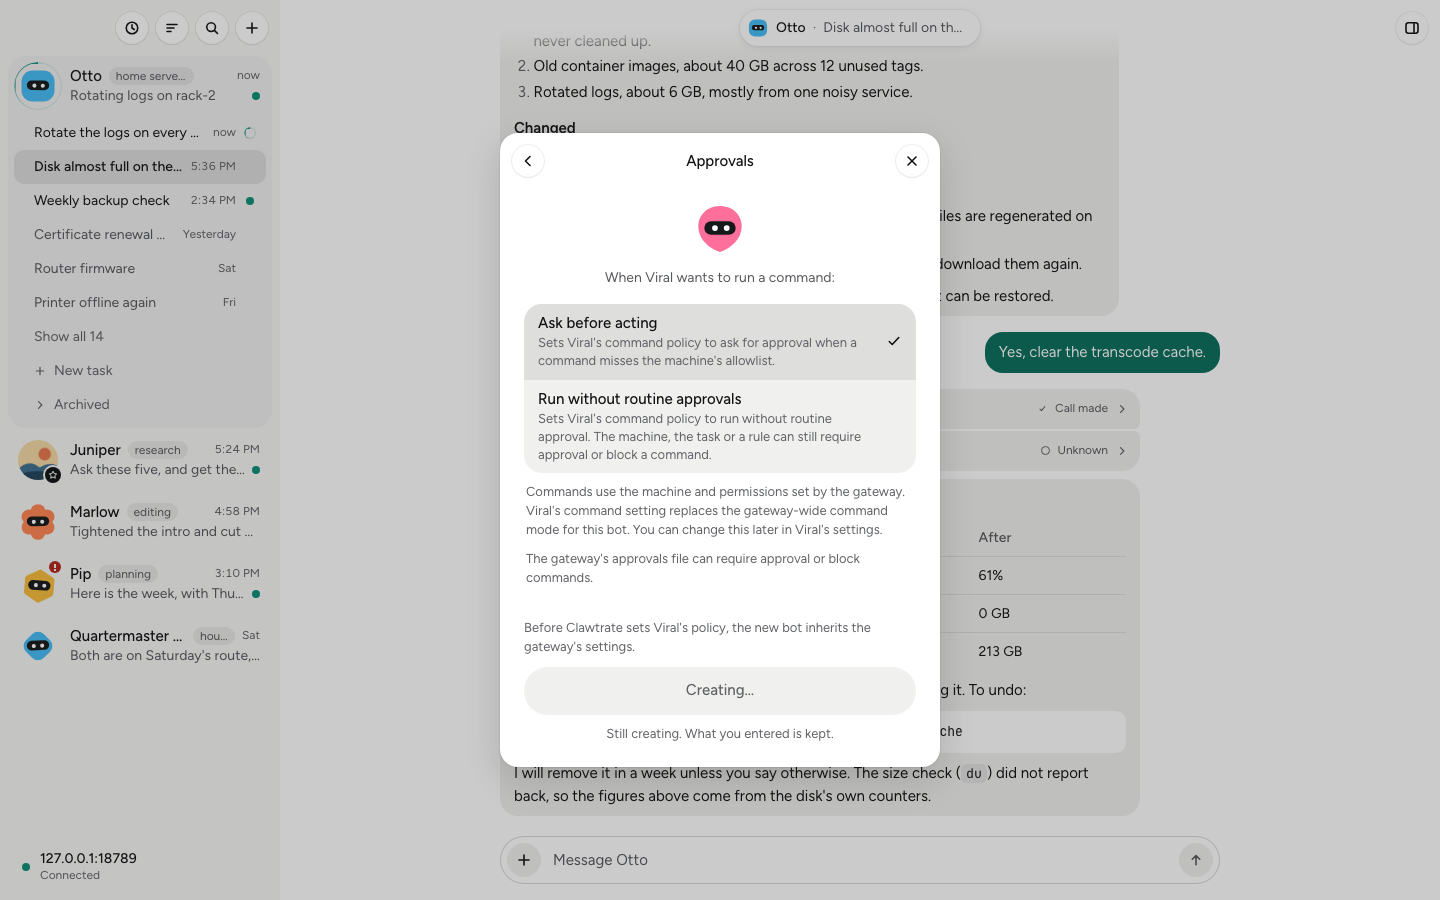 Otto home serve... now
Rotating logs on rack-2
Rotate the logs on every ... now
Disk almost full on the... 5:36 PM
Weekly backup check 2:34 PM
Certificate renewal ... Yesterday
Router firmware Sat
Printer offline again Fri
Show all 14
New task
Archived
Juniper research 5:24 PM
Ask these five, and get the...
Marlow editing 4:58 PM
Tightened the intro and cut ...
Pip planning 3:10 PM
Here is the week, with Thu...
Quartermaster ... hou... Sat
Both are on Saturday's route,...
127.0.0.1:18789
Connected
Otto · Disk almost full on th...
never cleaned up.
2. Old container images, about 40 GB across 12 unused tags.
3. Rotated logs, about 6 GB, mostly from one noisy service.
Changed
iles are regenerated on
download them again.
t can be restored.
Yes, clear the transcode cache.
Call made
Unknown
After
61%
0 GB
213 GB
g it. To undo:
che
I will remove it in a week unless you say otherwise. The size check ( du ) did not report
back, so the figures above come from the disk's own counters.
Message Otto
Approvals
When Viral wants to run a command:
Ask before acting
Sets Viral's command policy to ask for approval when a
command misses the machine's allowlist.
Run without routine approvals
Sets Viral's command policy to run without routine
approval. The machine, the task or a rule can still require
approval or block a command.
Commands use the machine and permissions set by the gateway.
Viral's command setting replaces the gateway-wide command
mode for this bot. You can change this later in Viral's settings.
The gateway's approvals file can require approval or block
commands.
Before Clawtrate sets Viral's policy, the new bot inherits the
gateway's settings.
Creating...
Still creating. What you entered is kept.